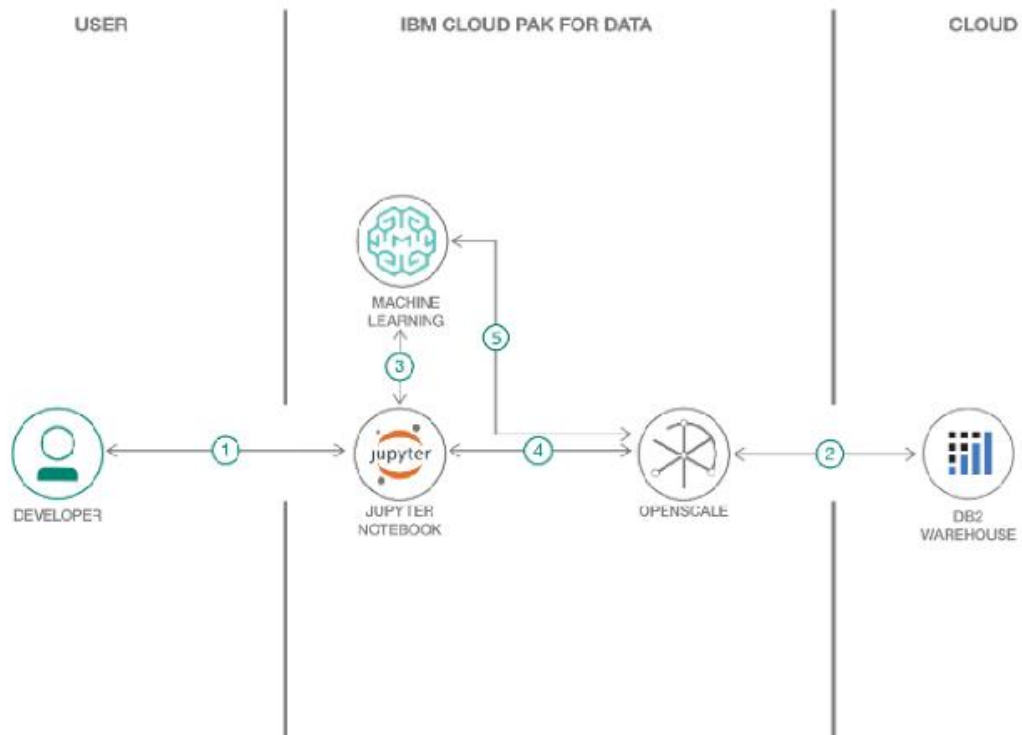 USER
IBM CLOUD PAK FOR DATA
CLOUD
MACHINE
LEARNING
5
3
1
jupyter
4
2
DEVELOPER
JUPYTER
NOTEBOOK
OPENSCALE
DB2
WAREHOUSE